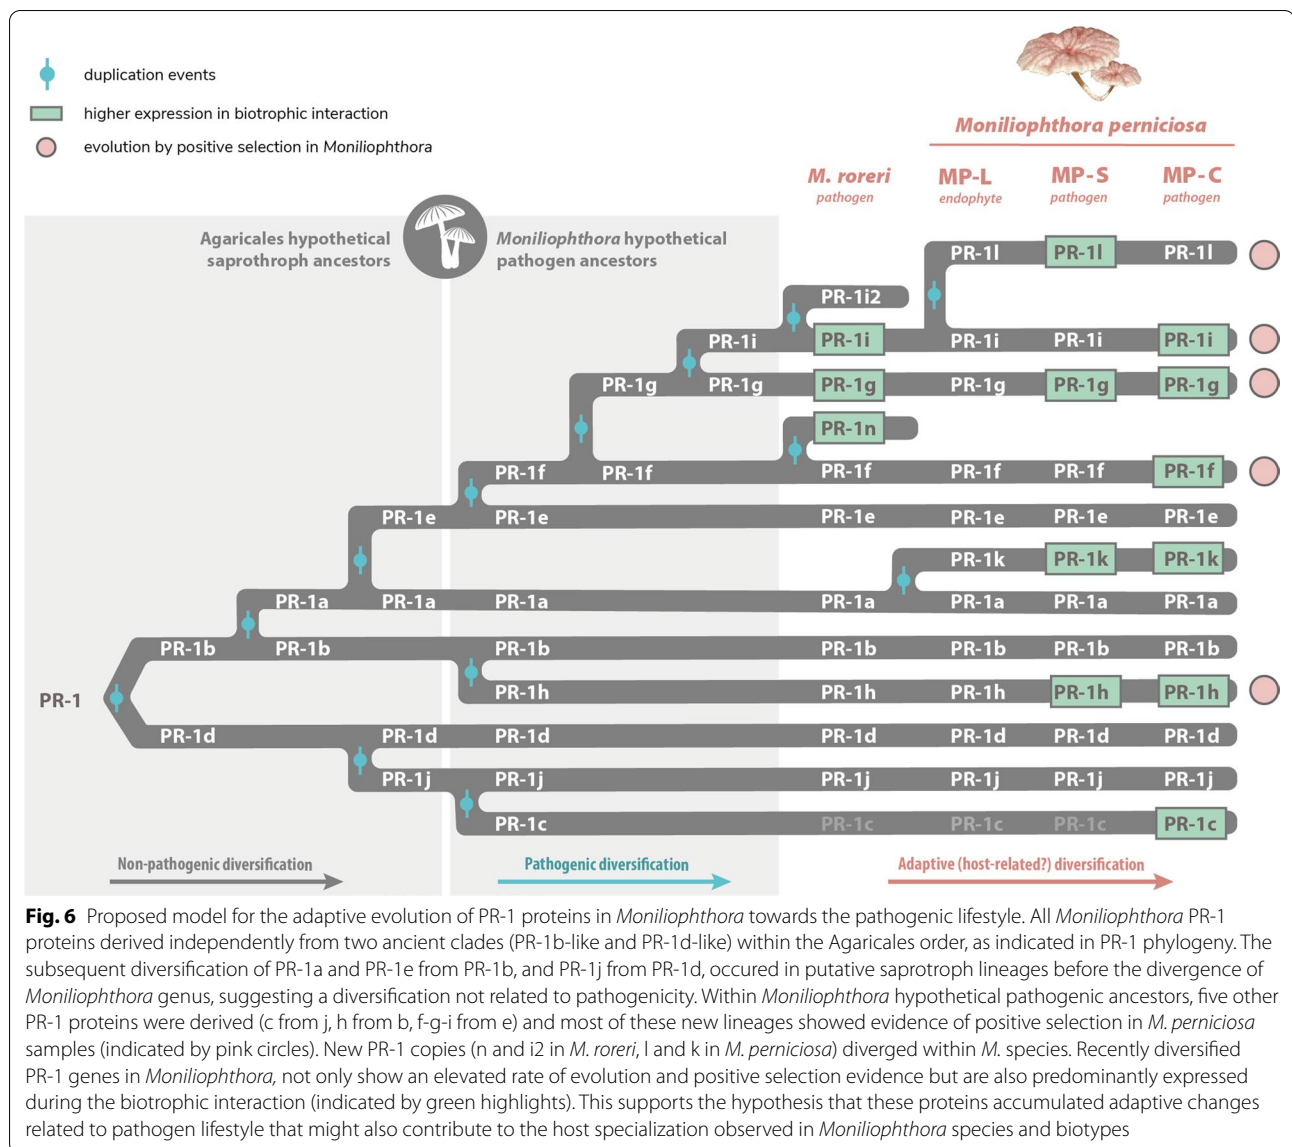 duplication events
higher expression in biotrophic interaction
evolution by positive selection in Moniliophthora
Moniliophthora perniciosa
M. roreri MP-L MP-S MP-C
pathogen endophyte pathogen pathogen
Agaricales hypothetical
saprothroph ancestors
Moniliophthora hypothetical
pathogen ancestors
PR-1l PR-1l PR-1l
PR-1i2
PR-1i PR-1i PR-1i PR-1i PR-1i
PR-1g PR-1g PR-1g PR-1g PR-1g PR-1g
PR-1n
PR-1f PR-1f PR-1f PR-1f PR-1f PR-1f
PR-1e PR-1e PR-1e PR-1e PR-1e PR-1e
PR-1k PR-1k PR-1k
PR-1a PR-1a PR-1a PR-1a PR-1a PR-1a PR-1a
PR-1b PR-1b PR-1b PR-1b PR-1b PR-1b PR-1b
PR-1h PR-1h PR-1h PR-1h PR-1h
PR-1
PR-1d PR-1d PR-1d PR-1d PR-1d PR-1d PR-1d
PR-1j PR-1j PR-1j PR-1j PR-1j PR-1j
PR-1c PR-1c PR-1c PR-1c PR-1c
Non-pathogenic diversification
Pathogenic diversification
Adaptive (host-related?) diversification
Fig. 6 Proposed model for the adaptive evolution of PR-1 proteins in Moniliophthora towards the pathogenic lifestyle. All Moniliophthora PR-1
proteins derived independently from two ancient clades (PR-1b-like and PR-1d-like) within the Agaricales order, as indicated in PR-1 phylogeny. The
subsequent diversification of PR-1a and PR-1e from PR-1b, and PR-1j from PR-1d, occured in putative saprotroph lineages before the divergence of
Moniliophthora genus, suggesting a diversification not related to pathogenicity. Within Moniliophthora hypothetical pathogenic ancestors, five other
PR-1 proteins were derived (c from j, h from b, f-g-i from e) and most of these new lineages showed evidence of positive selection in M. perniciosa
samples (indicated by pink circles). New PR-1 copies (n and i2 in M. roreri, l and k in M. perniciosa) diverged within M. species. Recently diversified
PR-1 genes in Moniliophthora, not only show an elevated rate of evolution and positive selection evidence but are also predominantly expressed
during the biotrophic interaction (indicated by green highlights). This supports the hypothesis that these proteins accumulated adaptive changes
related to pathogen lifestyle that might also contribute to the host specialization observed in Moniliophthora species and biotypes